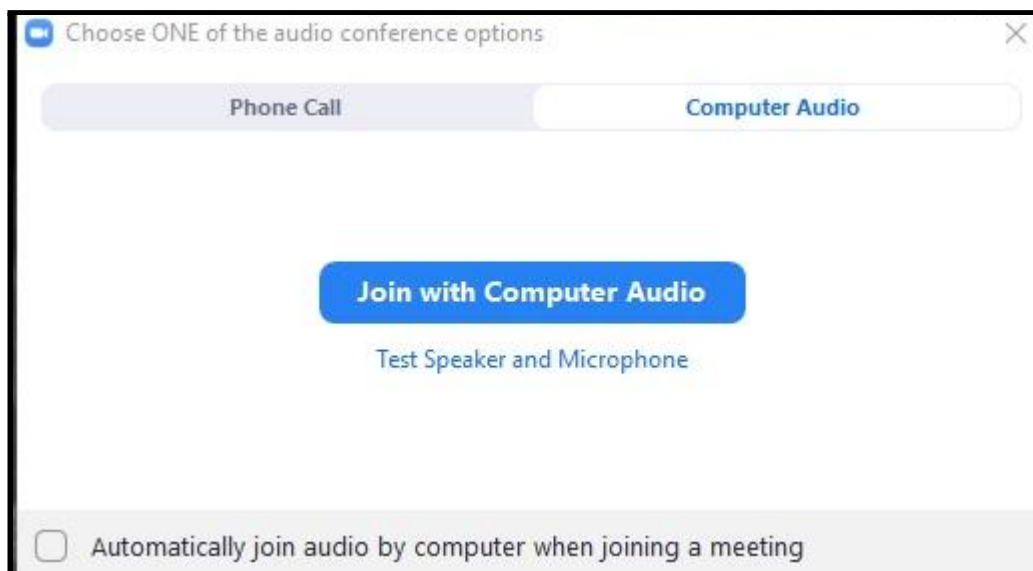 Choose ONE of the audio conference options
Phone Call
Computer Audio
Join with Computer Audio
Test Speaker and Microphone
Automatically join audio by computer when joining a meeting